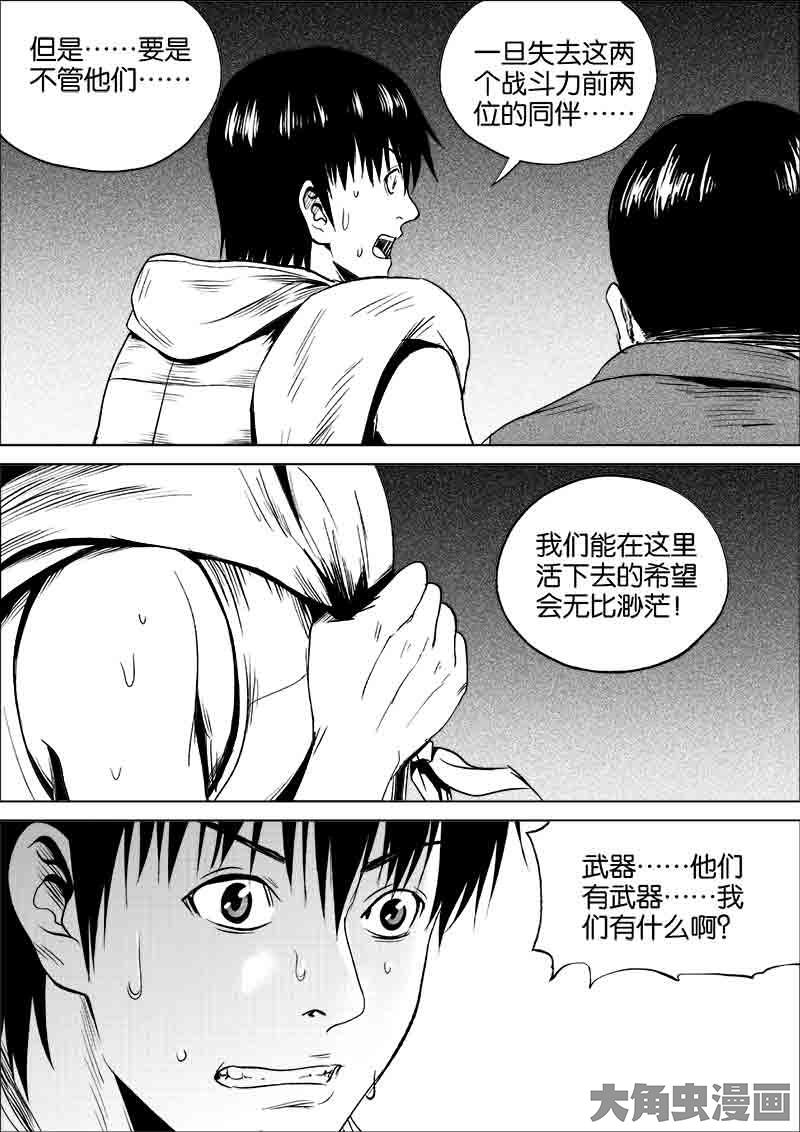 但是……要是
不管他们……
一旦失去这两
个战斗力前两
位的同伴……
我们能在这里
活下去的希望
会无比渺茫！
武器……他们
有武器……我
们有什么啊？
大角虫漫画